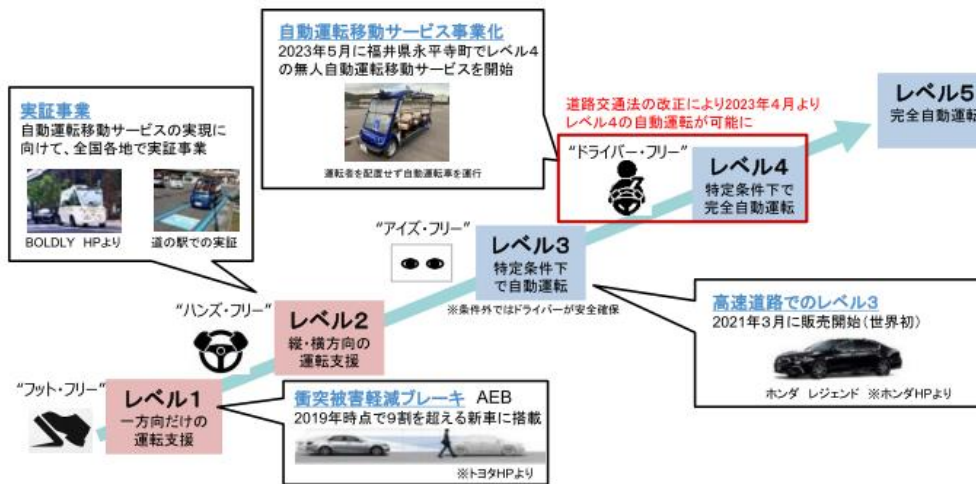 自動運転移動サービス事業化
2023年5月に福井県永平寺町でレベル4
の無人自動運転移動サービスを開始
運転者を配置せず自動運転車を運行
実証事業
自動運転移動サービスの実現に
向けて、全国各地で実証事業
BOLDLY HPより
道の駅での実証
道路交通法の改正により2023年4月より
レベル4の自動運転が可能に
"ドライバー・フリー"
レベル4
特定条件下で
完全自動運転
レベル5
完全自動運転
"アイズ・フリー"
レベル3
特定条件下
で自動運転
※条件外ではドライバーが安全確保
"ハンズ・フリー"
レベル2
縦・横方向の
運転支援
高速道路でのレベル3
2021年3月に販売開始(世界初)
ホンダ レジェンド ※ホンダHPより
"フット・フリー"
レベル1
一方向だけの
運転支援
衝突被害軽減ブレーキ AEB
2019年時点で9割を超える新車に搭載
※トヨタHPより